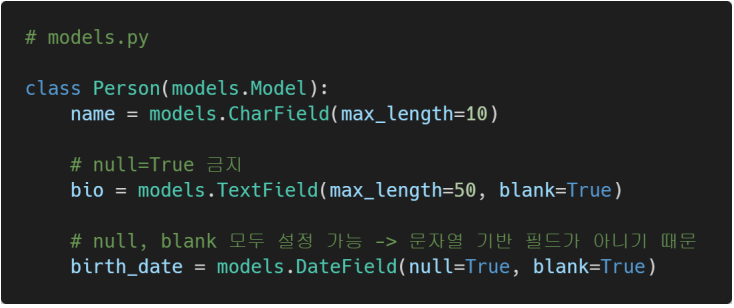 # models.py
class Person(models.Model):
name = models.CharField(max_length=10)
# null=True 금지
bio = models.TextField(max_length=50, blank=True)
# null, blank 모두 설정 가능 -> 문자열 기반 필드가 아니기 때문
birth_date = models.DateField(null=True, blank=True)